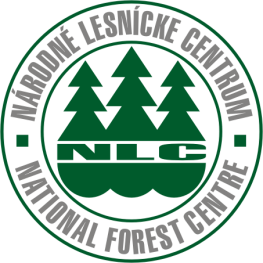 NÁRODNÉ LESNÍCKE CENTRUM
NLC
NATIONAL FOREST CENTRE